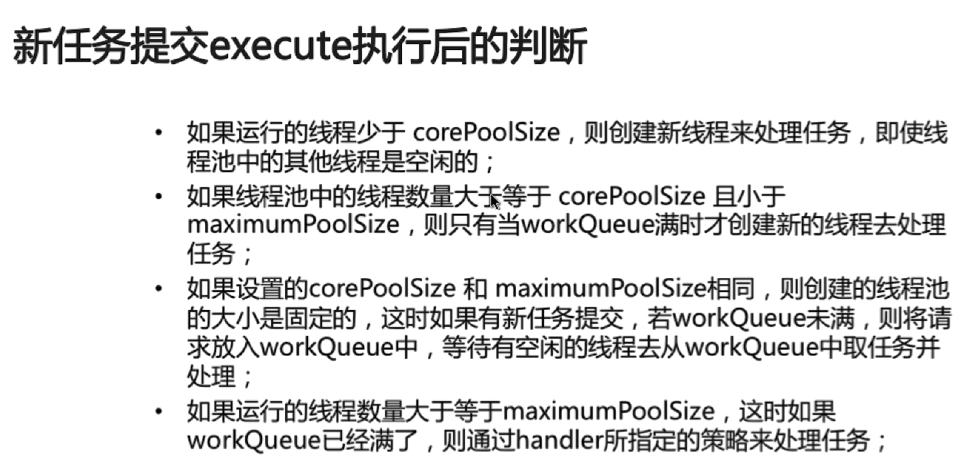 新任务提交execute执行后的判断
• 如果运行的线程少于 corePoolSize，则创建新线程来处理任务，即使线
程池中的其他线程是空闲的；
• 如果线程池中的线程数量大于等于 corePoolSize 且小于
maximumPoolSize，则只有当workQueue满时才创建新的线程去处理
任务；
• 如果设置的corePoolSize 和 maximumPoolSize相同，则创建的线程池
的大小是固定的，这时如果有新任务提交，若workQueue未满，则将请
求放入workQueue中，等待有空闲的线程去从workQueue中取任务并
处理；
• 如果运行的线程数量大于等于maximumPoolSize，这时如果
workQueue已经满了，则通过handler所指定的策略来处理任务；